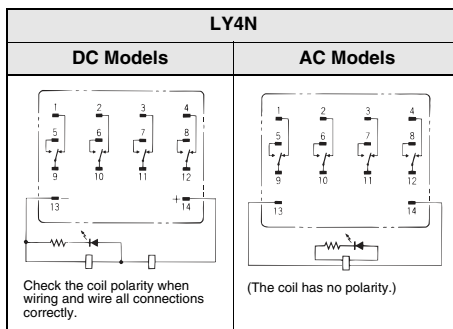 LY4N
DC Models
AC Models
1 2 3 4
5 6 7 8
9 10 11 12
13 − + 14
Check the coil polarity when
wiring and wire all connections
correctly.
1 2 3 4
5 6 7 8
9 10 11 12
13 14
(The coil has no polarity.)